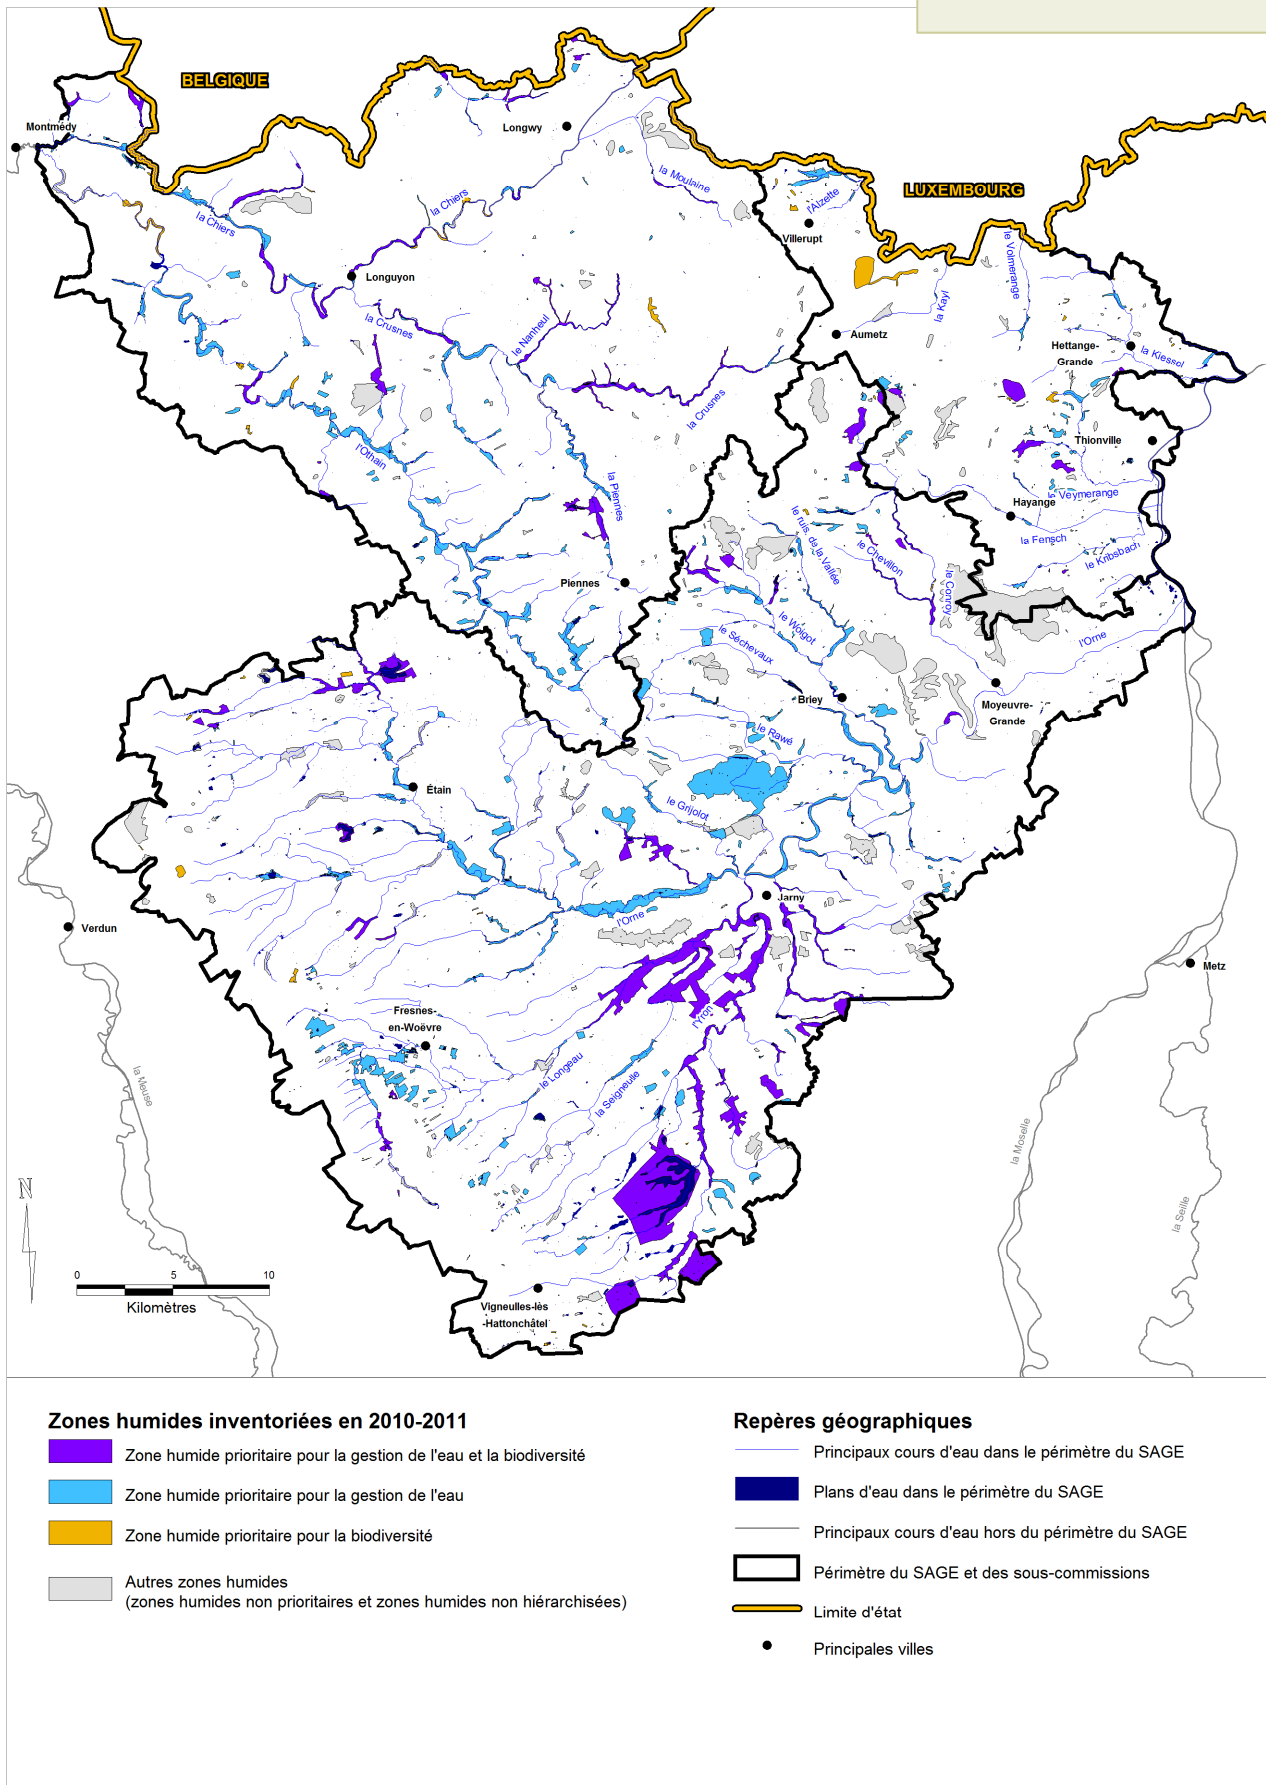 BELGIQUE
Montmédy
Longwy
la Moulaine
LUXEMBOURG
la Chiers
la Chiers
l'Alzette
Villerupt
le Volmerange
Longuyon
la Kayl
la Crusnes
le Nanheul
Aumetz
Hettange-
Grande
la Kiessel
la Crusnes
Thionville
l'Othain
la Piennes
le Veymerange
Hayange
le ruis. de la Vallée
la Fensch
le Chevillon
le Kribsbach
Piennes
le Conroy
le Woigot
le Séchevaux
l'Orne
Briey
Moyeuvre-
Grande
le Rawé
Étain
le Grijolot
Jarny
l'Orne
Verdun
Metz
Fresnes-
en-Woëvre
l'Yron
le Longeau
la Seigneulle
la Meuse
la Moselle
la Seille
N
0 5 10
Kilomètres
Vigneulles-lès
-Hattonchâtel
Zones humides inventoriées en 2010-2011
Zone humide prioritaire pour la gestion de l'eau et la biodiversité
Zone humide prioritaire pour la gestion de l'eau
Zone humide prioritaire pour la biodiversité
Autres zones humides
(zones humides non prioritaires et zones humides non hiérarchisées)
Repères géographiques
Principaux cours d'eau dans le périmètre du SAGE
Plans d'eau dans le périmètre du SAGE
Principaux cours d'eau hors du périmètre du SAGE
Périmètre du SAGE et des sous-commissions
Limite d'état
Principales villes